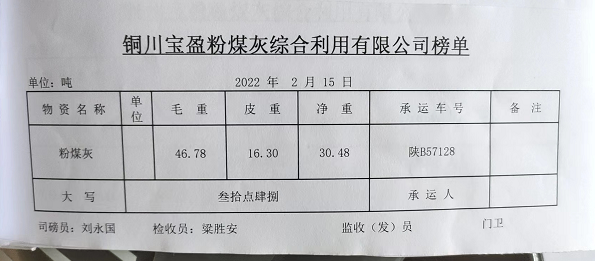 铜川宝盈粉煤灰综合利用有限公司榜单
单位：吨 2022 年 2 月 15 日
物资名称 单位 毛重 皮重 净重 承运车号 备注
粉煤灰 46.78 16.30 30.48 陕B57128
大写 叁拾点肆捌 承运人
司磅员：刘永国 检收员：梁胜安 监收（发）员 门卫